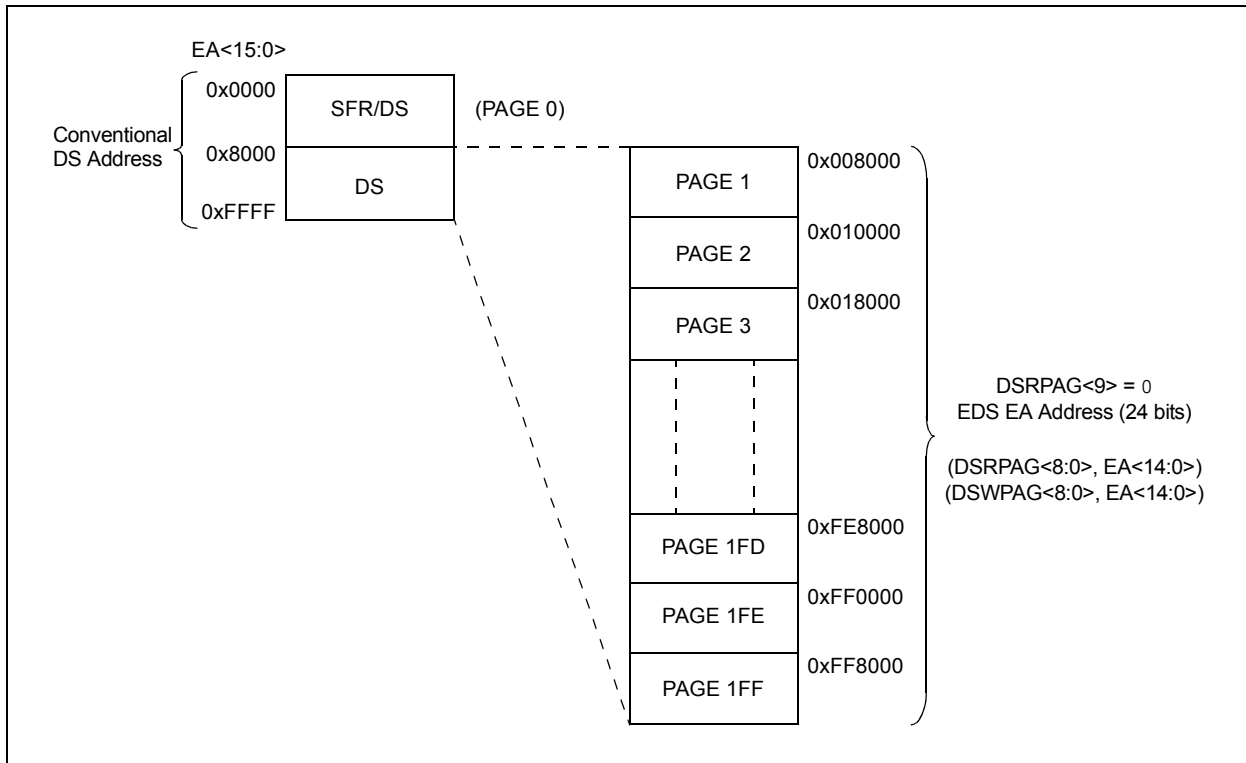 EA<15:0>
0x0000
SFR/DS
(PAGE 0)
Conventional
DS Address
0x8000
DS
0xFFFF
PAGE 1
0x008000
PAGE 2
0x010000
PAGE 3
0x018000
PAGE 1FD
0xFE8000
PAGE 1FE
0xFF0000
PAGE 1FF
0xFF8000
DSRPAG<9> = 0
EDS EA Address (24 bits)
(DSRPAG<8:0>, EA<14:0>)
(DSWPAG<8:0>, EA<14:0>)